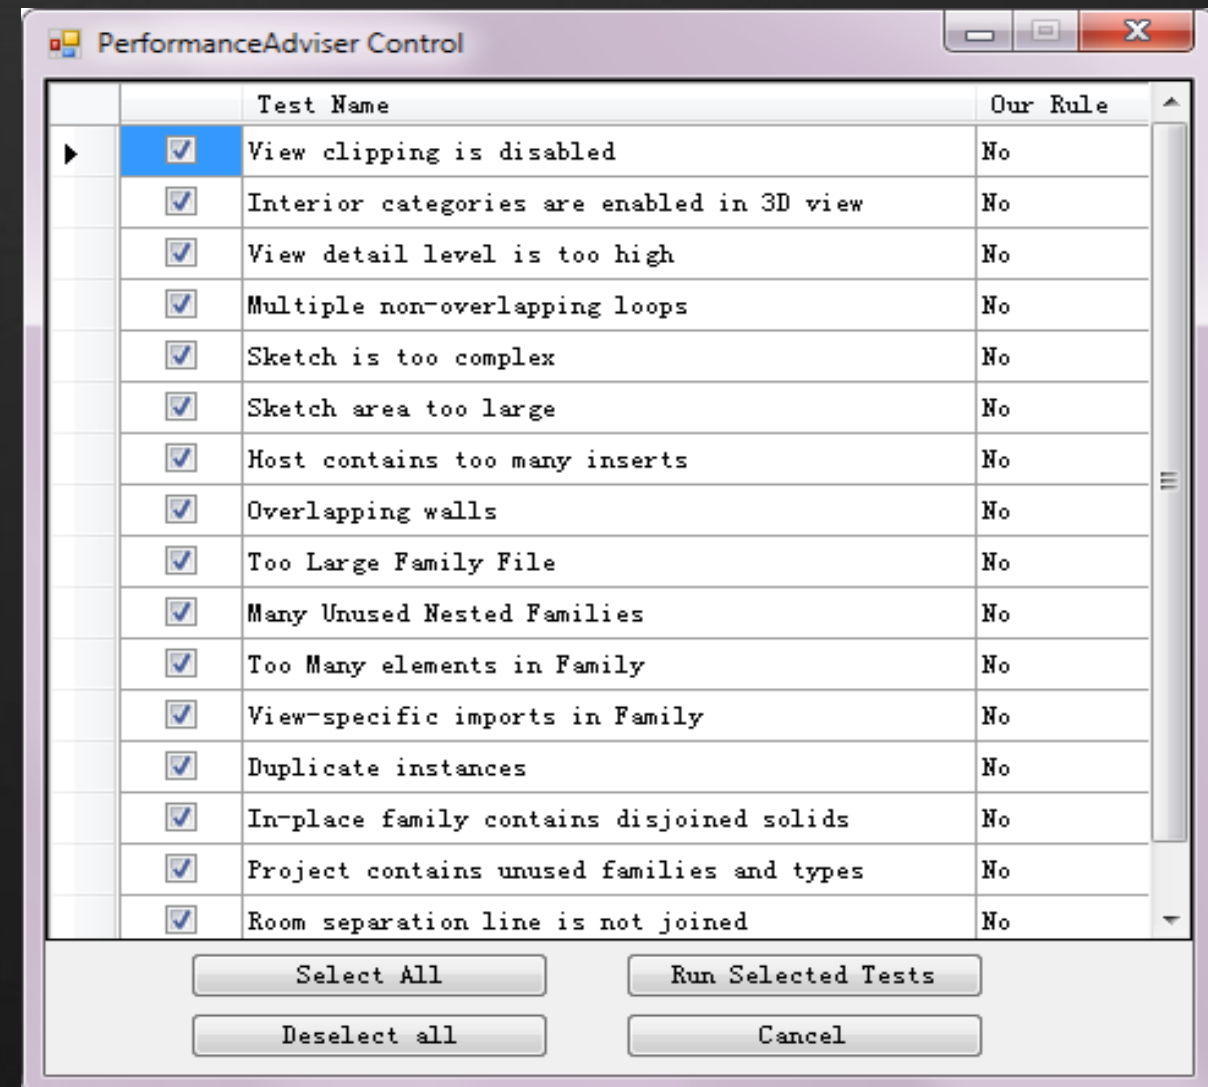 PerformanceAdviser Control
Test Name Our Rule
View clipping is disabled No
Interior categories are enabled in 3D view No
View detail level is too high No
Multiple non-overlapping loops No
Sketch is too complex No
Sketch area too large No
Host contains too many inserts No
Overlapping walls No
Too Large Family File No
Many Unused Nested Families No
Too Many elements in Family No
View-specific imports in Family No
Duplicate instances No
In-place family contains disjoined solids No
Project contains unused families and types No
Room separation line is not joined No
Select All Run Selected Tests
Deselect all Cancel